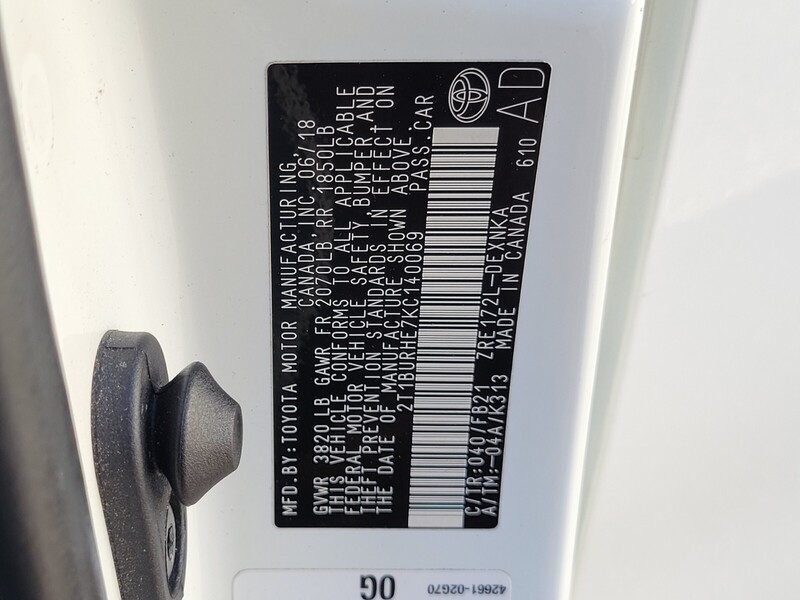 MFD.BY:TOYOTA MOTOR MANUFACTURING,
CANADA,INC. 06/18
GVWR 3820 LB GAWR FR 2070LB,RR 1850LB
THIS VEHICLE CONFORMS TO ALL APPLICABLE
FEDERAL MOTOR VEHICLE SAFETY, BUMPER,AND
THEFT PREVENTION STANDARDS IN EFFECT ON
THE DATE OF MANUFACTURE SHOWN ABOVE.
2T1BURHE7KC140069 PASS.CAR
C/TR:040/FB21 ZRE172L-DEXNKA
A/TM:-04A/K313 MADE IN CANADA 610
AD
0G
42661-02G70